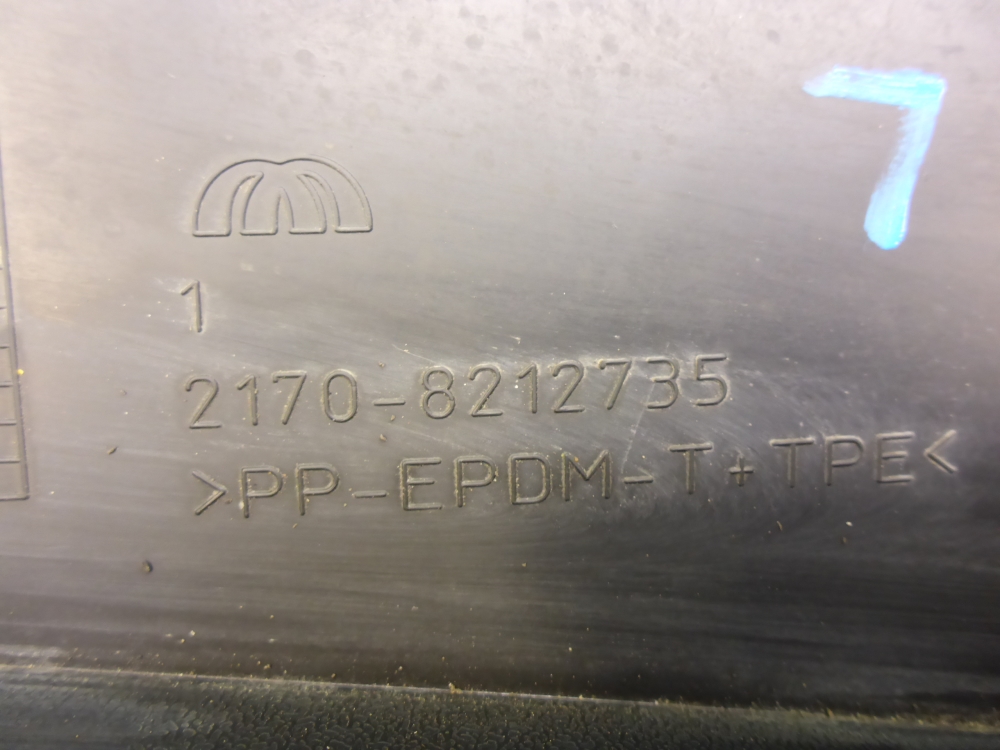 7
1
2170-8212735
>PP-EPDM-T+TPE<